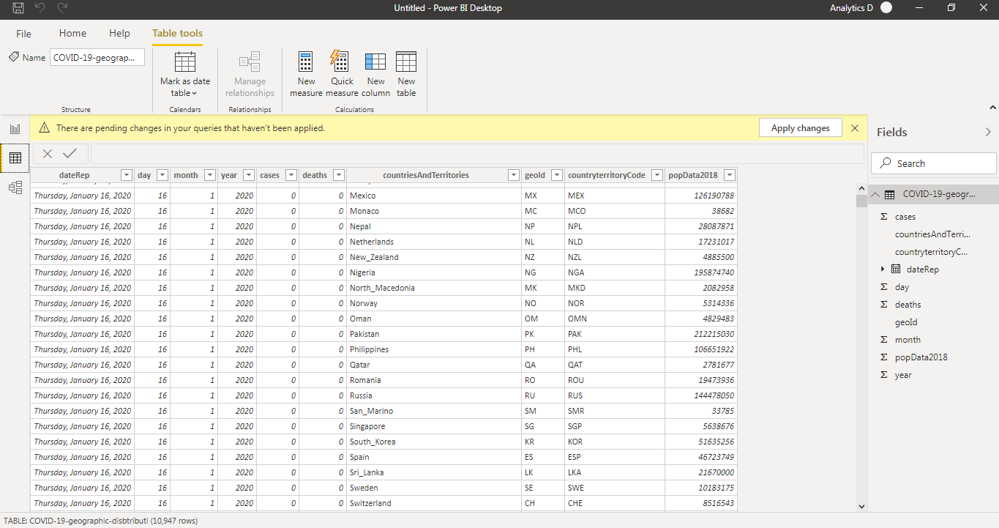 Untitled - Power BI Desktop
Analytics D
File Home Help Table tools
Name COVID-19-geograp...
Mark as date table
Manage relationships
New measure
Quick measure
New column
New table
Structure Calendars Relationships Calculations
There are pending changes in your queries that haven't been applied.
Apply changes
dateRep day month year cases deaths countriesAndTerritories geoId countryterritoryCode popData2018
Thursday, January 16, 2020 16 1 2020 0 0 Mexico MX MEX 126190788
Thursday, January 16, 2020 16 1 2020 0 0 Monaco MC MCO 38682
Thursday, January 16, 2020 16 1 2020 0 0 Nepal NP NPL 28087871
Thursday, January 16, 2020 16 1 2020 0 0 Netherlands NL NLD 17231017
Thursday, January 16, 2020 16 1 2020 0 0 New_Zealand NZ NZL 4885500
Thursday, January 16, 2020 16 1 2020 0 0 Nigeria NG NGA 195874740
Thursday, January 16, 2020 16 1 2020 0 0 North_Macedonia MK MKD 2082958
Thursday, January 16, 2020 16 1 2020 0 0 Norway NO NOR 5314336
Thursday, January 16, 2020 16 1 2020 0 0 Oman OM OMN 4829483
Thursday, January 16, 2020 16 1 2020 0 0 Pakistan PK PAK 212215030
Thursday, January 16, 2020 16 1 2020 0 0 Philippines PH PHL 106651922
Thursday, January 16, 2020 16 1 2020 0 0 Qatar QA QAT 2781677
Thursday, January 16, 2020 16 1 2020 0 0 Romania RO ROU 19473936
Thursday, January 16, 2020 16 1 2020 0 0 Russia RU RUS 144478050
Thursday, January 16, 2020 16 1 2020 0 0 San_Marino SM SMR 33785
Thursday, January 16, 2020 16 1 2020 0 0 Singapore SG SGP 5638676
Thursday, January 16, 2020 16 1 2020 0 0 South_Korea KR KOR 51635256
Thursday, January 16, 2020 16 1 2020 0 0 Spain ES ESP 46723749
Thursday, January 16, 2020 16 1 2020 0 0 Sri_Lanka LK LKA 21670000
Thursday, January 16, 2020 16 1 2020 0 0 Sweden SE SWE 10183175
Thursday, January 16, 2020 16 1 2020 0 0 Switzerland CH CHE 8516543
Fields
Search
COVID-19-geogr...
Σ cases
countriesAndTerri...
countryterritoryC...
dateRep
Σ day
Σ deaths
geoId
Σ month
Σ popData2018
Σ year
TABLE: COVID-19-geographic-disbtributi (10,947 rows)